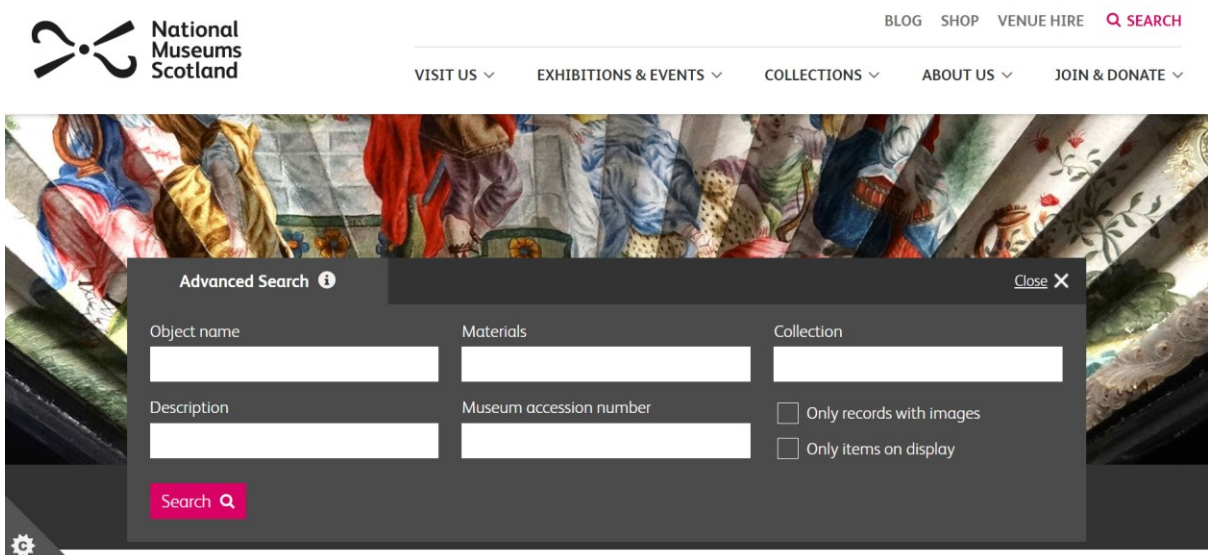 National
Museums
Scotland
BLOG SHOP VENUE HIRE SEARCH
VISIT US EXHIBITIONS & EVENTS COLLECTIONS ABOUT US JOIN & DONATE
Advanced Search Close
Object name Materials Collection
Description Museum accession number Only records with images
Only items on display
Search